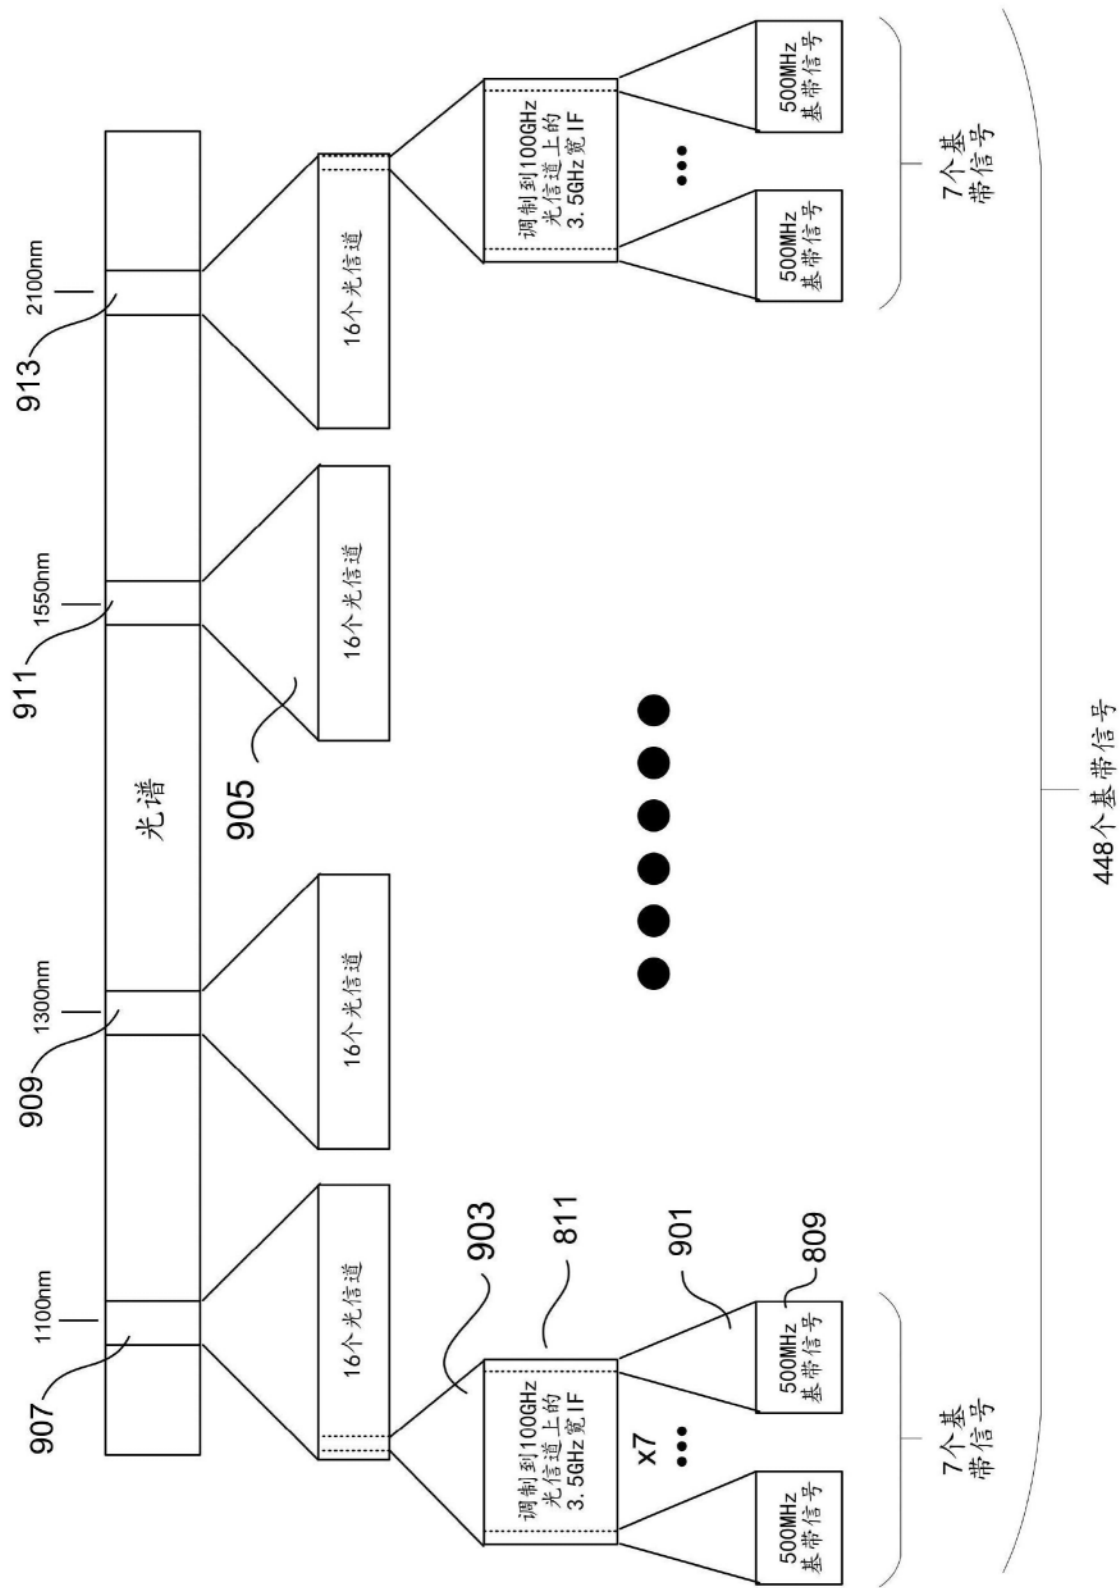 907
1100nm
909
1300nm
911
1550nm
913
2100nm
光谱
905
16个光信道
16个光信道
16个光信道
16个光信道
903
调制到100GHz
光信道上的
3.5GHz宽IF
811
调制到100GHz
光信道上的
3.5GHz宽IF
x7
901
500MHz
基带信号
500MHz
基带信号
809
500MHz
基带信号
500MHz
基带信号
7个基
带信号
7个基
带信号
448个基带信号